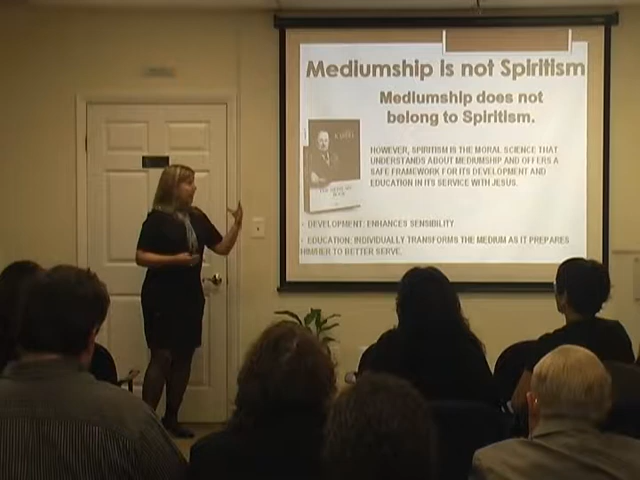 Mediumship is not Spiritism
Mediumship does not
belong to Spiritism.
HOWEVER, SPIRITISM IS THE MORAL SCIENCE THAT
UNDERSTANDS ABOUT MEDIUMSHIP AND OFFERS A
SAFE FRAMEWORK FOR ITS DEVELOPMENT AND
EDUCATION IN ITS SERVICE WITH JESUS.
- DEVELOPMENT: ENHANCES SENSIBILITY
- EDUCATION: INDIVIDUALLY TRANSFORMS THE MEDIUM AS IT PREPARES
HIM/HER TO BETTER SERVE.